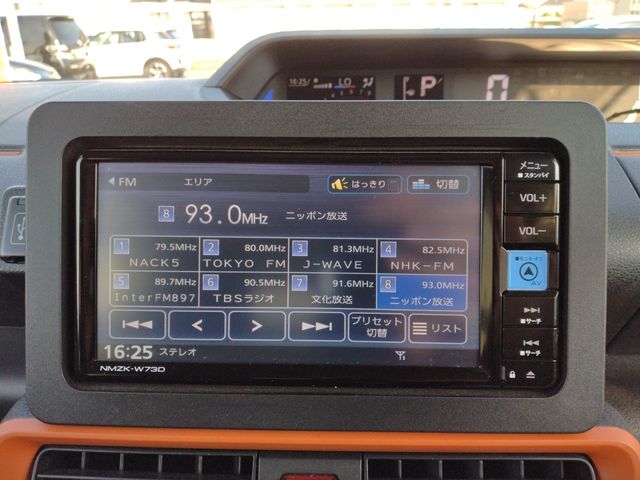 16:25
LO
P
0
FM エリア はっきり 切替
8 93.0MHz ニッポン放送
1 79.5MHz 2 80.0MHz 3 81.3MHz 4 82.5MHz
NACK5 TOKYO FM J-WAVE NHK-FM
5 89.7MHz 6 90.5MHz 7 91.6MHz 8 93.0MHz
InterFM897 TBSラジオ 文化放送 ニッポン放送
プリセット
切替 リスト
16:25 ステレオ
NMZK-W73D
メニュー
スタンバイ
VOL+
VOL−
AV
サーチ
サーチ